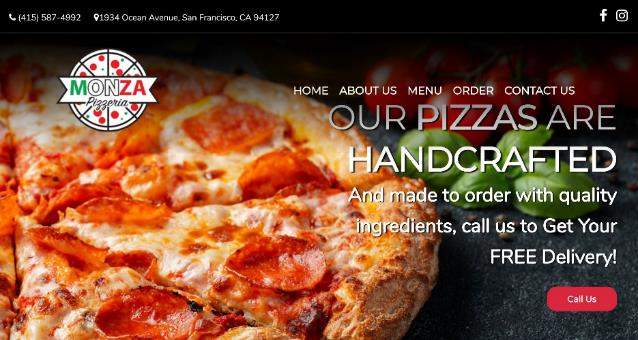 (415) 587-4992 1934 Ocean Avenue, San Francisco, CA 94127
MONZA
Pizzeria
HOME ABOUT US MENU ORDER CONTACT US
OUR PIZZAS ARE
HANDCRAFTED
And made to order with quality
ingredients, call us to Get Your
FREE Delivery!
Call Us